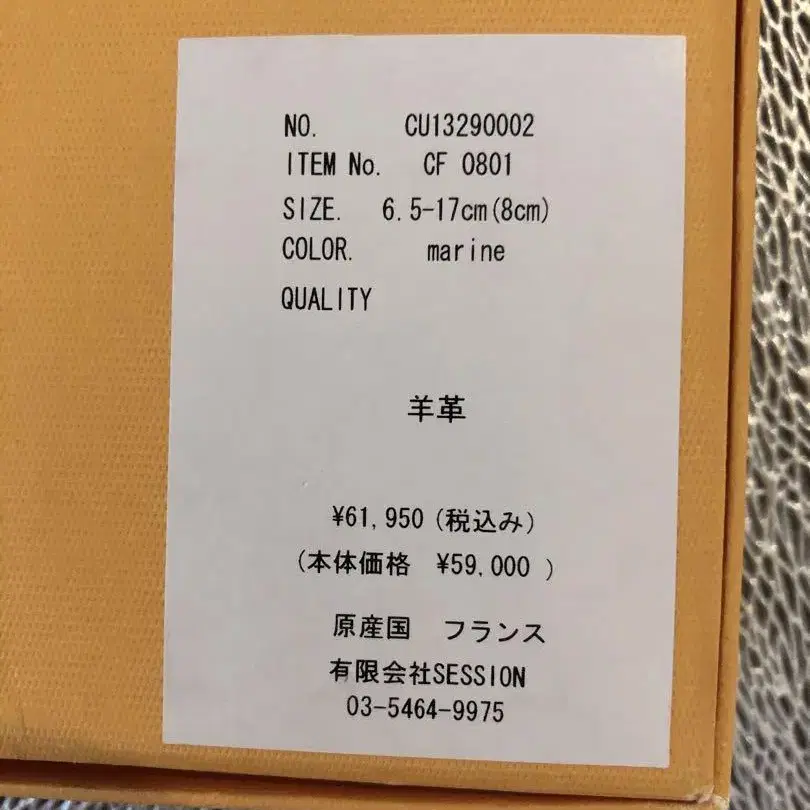 NO. CU13290002
ITEM No. CF 0801
SIZE. 6.5-17cm(8cm)
COLOR. marine
QUALITY
羊革
¥61,950 (税込み)
(本体価格 ¥59,000 )
原産国 フランス
有限会社SESSION
03-5464-9975